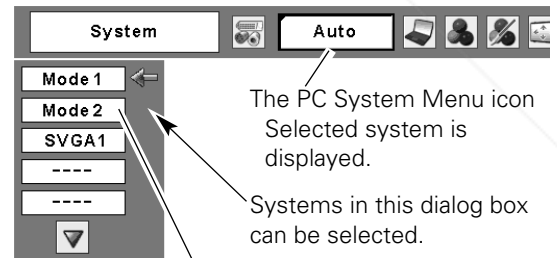 System
Auto
Mode 1
Mode 2
SVGA1
----
----
The PC System Menu icon
Selected system is
displayed.
Systems in this dialog box
can be selected.